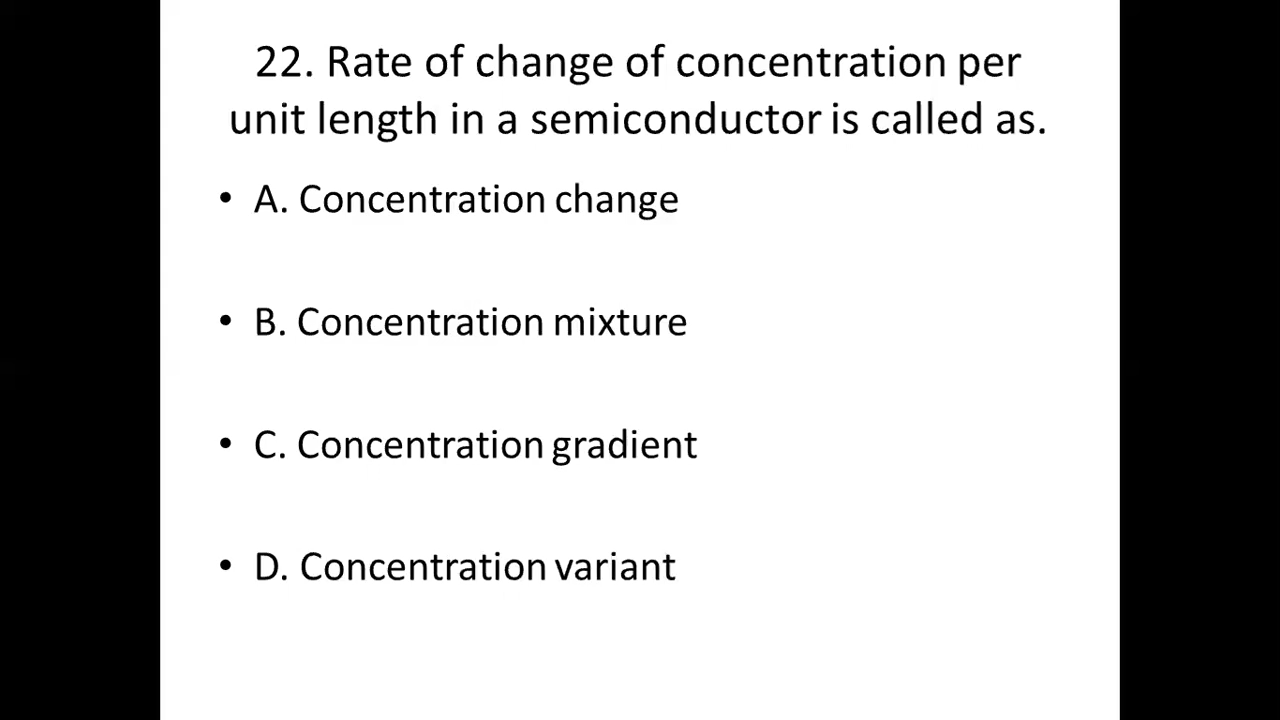 22. Rate of change of concentration per
unit length in a semiconductor is called as.
• A. Concentration change
• B. Concentration mixture
• C. Concentration gradient
• D. Concentration variant